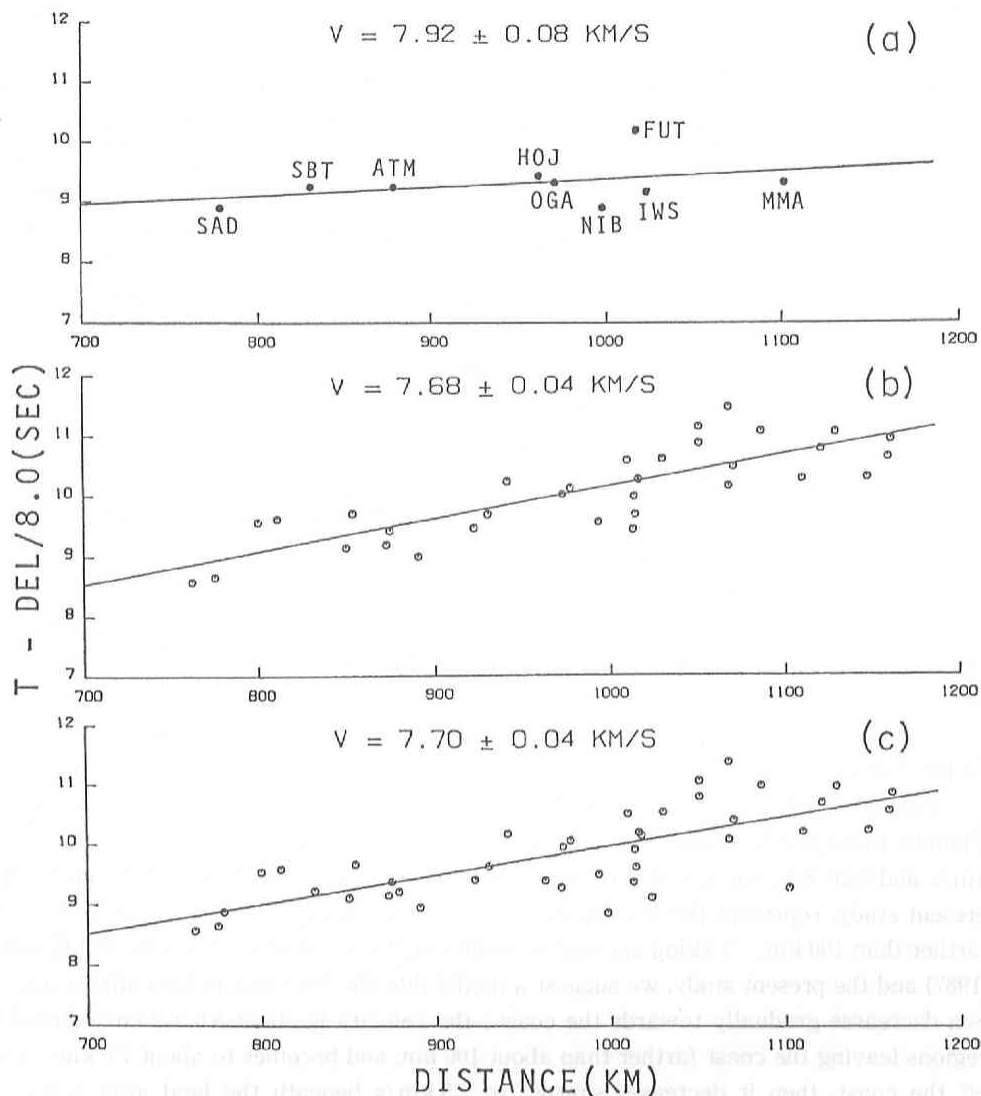 12
11
10
9
8
7
V = 7.92 ± 0.08 KM/S
(a)
SAD
SBT
ATM
HOJ
OGA
NIB
FUT
IWS
MMA
700 800 900 1000 1100 1200
12
11
10
9
8
7
V = 7.68 ± 0.04 KM/S
(b)
700 800 900 1000 1100 1200
12
11
10
9
8
7
V = 7.70 ± 0.04 KM/S
(c)
700 800 900 1000 1100 1200
T - DEL/8.0(SEC)
DISTANCE(KM)